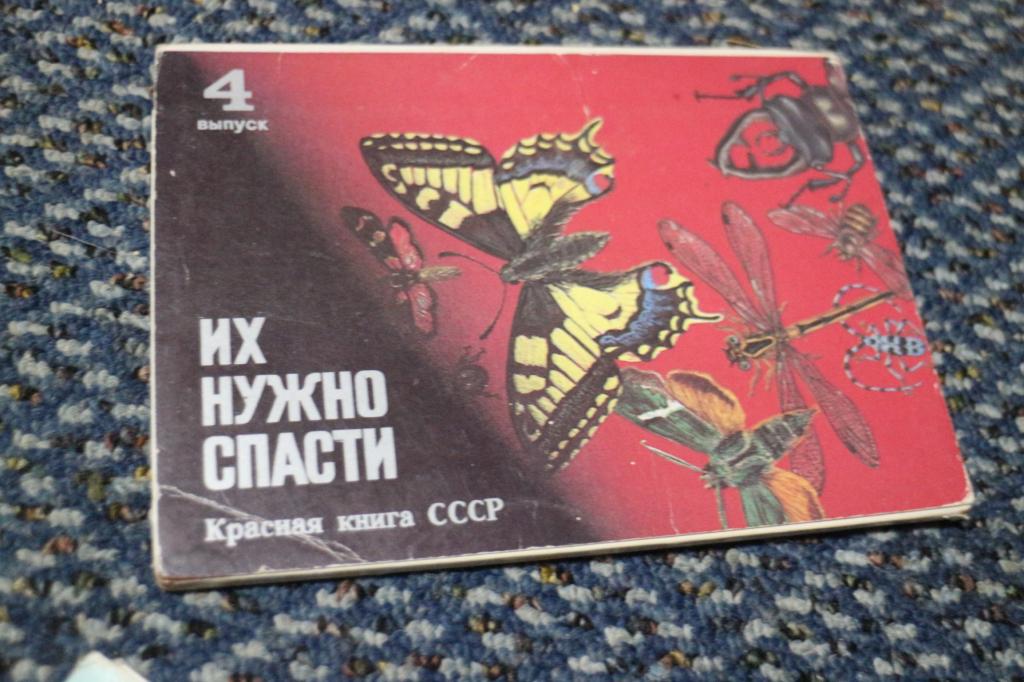 4
выпуск
ИХ
НУЖНО
СПАСТИ
Красная книга СССР